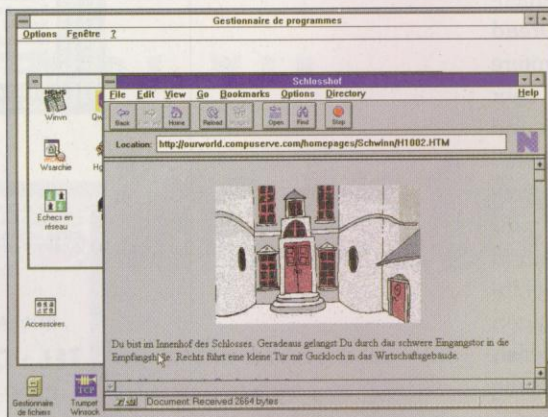 Gestionnaire de programmes
Options Fenêtre ?
Schlosshof
File Edit View Go Bookmarks Options Directory Help
Back Home Reload Open Find Stop
Location: http://ourworld.compuserve.com/homepages/Schwinn/H1002.HTM
N
NEWS
Winvn
Wsarchie
Echecs en
réseau
Du bist im Innenhof des Schlosses. Geradeaus gelangst Du durch das schwere Eingangstor in die
Empfangshalle. Rechts führt eine kleine Tür mit Guckloch in das Wirtschaftsgebäude.
Accessoires
Document Received 2664 bytes
Gestionnaire
de fichiers
TCP
Trumpet
Winsock